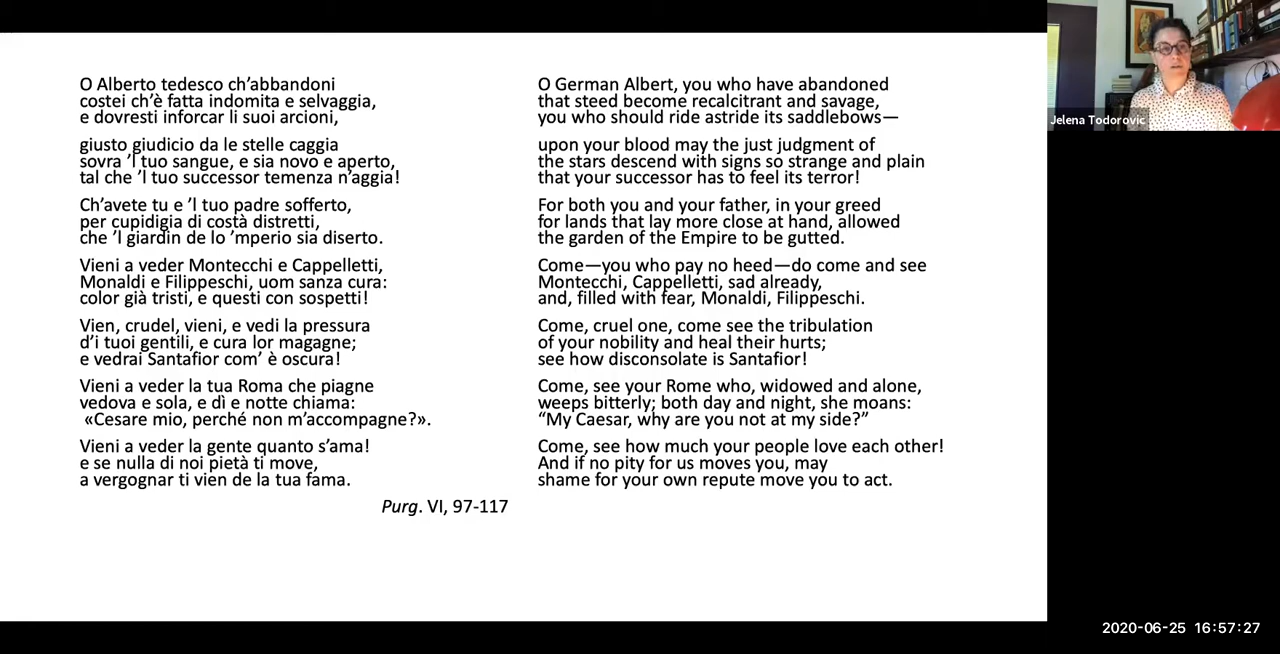 O Alberto tedesco ch’abbandoni
costei ch’è fatta indomita e selvaggia,
e dovresti inforcar li suoi arcioni,
giusto giudicio da le stelle caggia
sovra ’l tuo sangue, e sia novo e aperto,
tal che ’l tuo successor temenza n’aggia!
Ch’avete tu e ’l tuo padre sofferto,
per cupidigia di costà distretti,
che ’l giardin de lo ’mperio sia diserto.
Vieni a veder Montecchi e Cappelletti,
Monaldi e Filippeschi, uom sanza cura:
color già tristi, e questi con sospetti!
Vien, crudel, vieni, e vedi la pressura
d’i tuoi gentili, e cura lor magagne;
e vedrai Santafior com’ è oscura!
Vieni a veder la tua Roma che piagne
vedova e sola, e dì e notte chiama:
«Cesare mio, perché non m’accompagne?».
Vieni a veder la gente quanto s’ama!
e se nulla di noi pietà ti move,
a vergognar ti vien de la tua fama.
Purg. VI, 97-117
O German Albert, you who have abandoned
that steed become recalcitrant and savage,
you who should ride astride its saddlebows—
upon your blood may the just judgment of
the stars descend with signs so strange and plain
that your successor has to feel its terror!
For both you and your father, in your greed
for lands that lay more close at hand, allowed
the garden of the Empire to be gutted.
Come—you who pay no heed—do come and see
Montecchi, Cappelletti, sad already,
and, filled with fear, Monaldi, Filippeschi.
Come, cruel one, come see the tribulation
of your nobility and heal their hurts;
see how disconsolate is Santafior!
Come, see your Rome who, widowed and alone,
weeps bitterly; both day and night, she moans:
“My Caesar, why are you not at my side?”
Come, see how much your people love each other!
And if no pity for us moves you, may
shame for your own repute move you to act.
Jelena Todorovic
2020-06-25 16:57:27